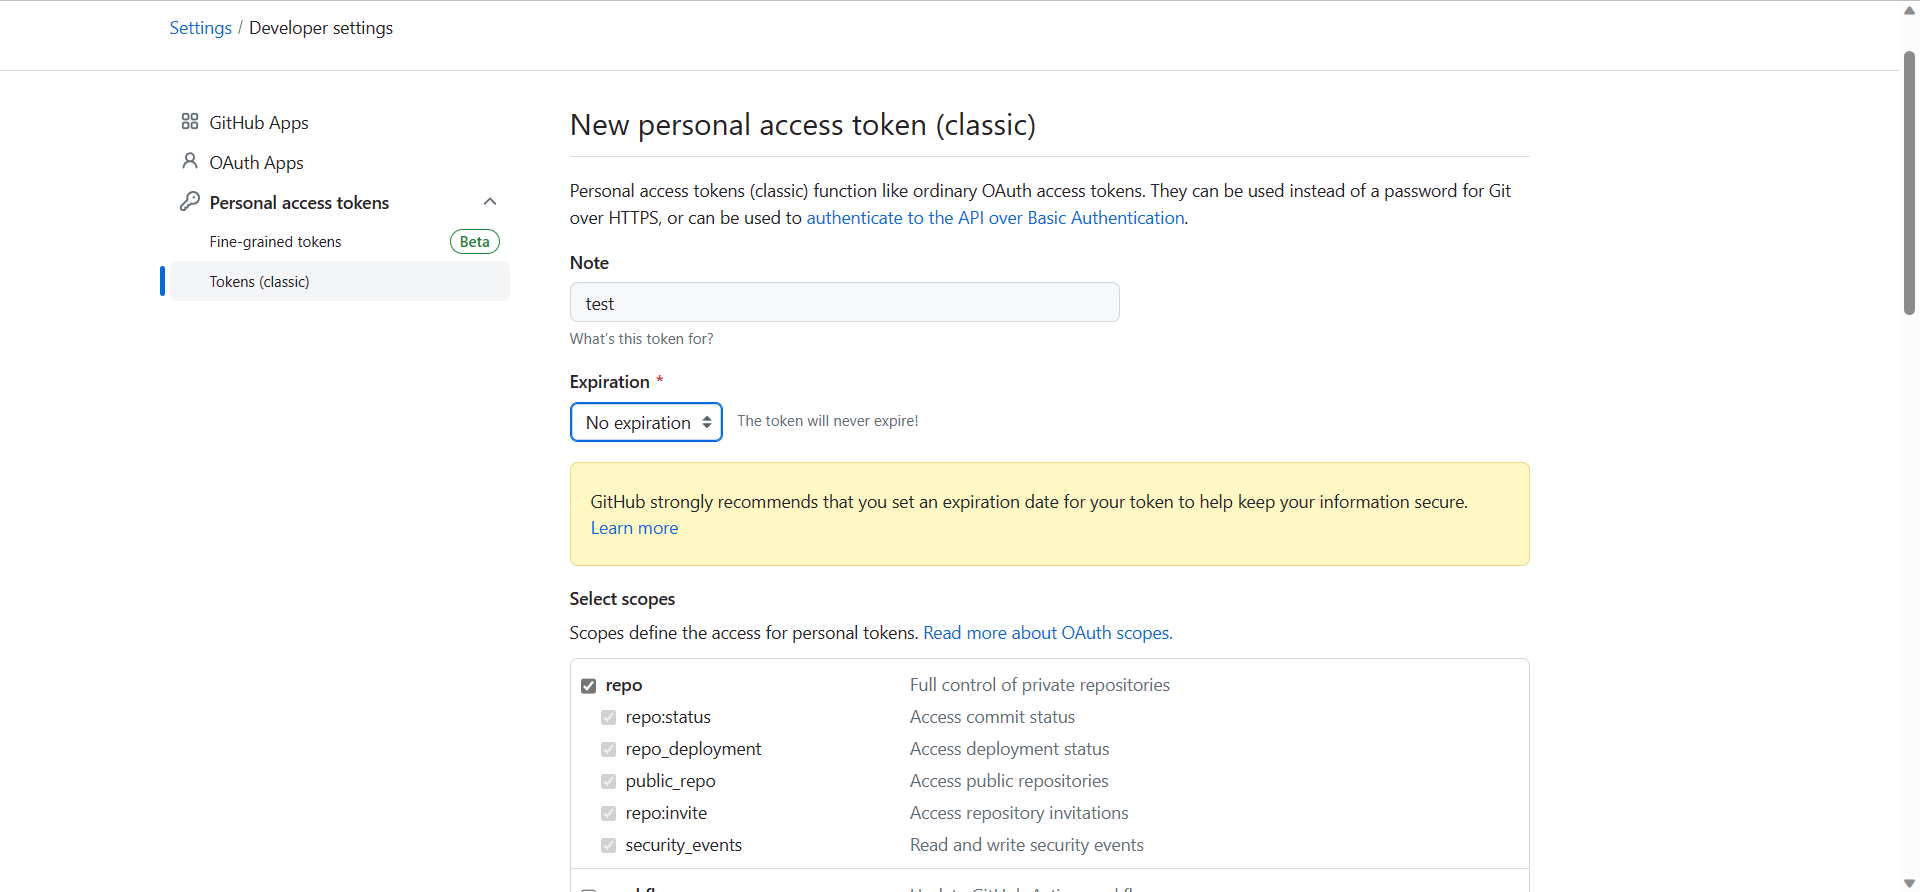 Settings / Developer settings
GitHub Apps
OAuth Apps
Personal access tokens
Fine-grained tokens Beta
Tokens (classic)
New personal access token (classic)
Personal access tokens (classic) function like ordinary OAuth access tokens. They can be used instead of a password for Git
over HTTPS, or can be used to authenticate to the API over Basic Authentication.
Note
test
What's this token for?
Expiration *
No expiration The token will never expire!
GitHub strongly recommends that you set an expiration date for your token to help keep your information secure.
Learn more
Select scopes
Scopes define the access for personal tokens. Read more about OAuth scopes.
repo Full control of private repositories
repo:status Access commit status
repo_deployment Access deployment status
public_repo Access public repositories
repo:invite Access repository invitations
security_events Read and write security events